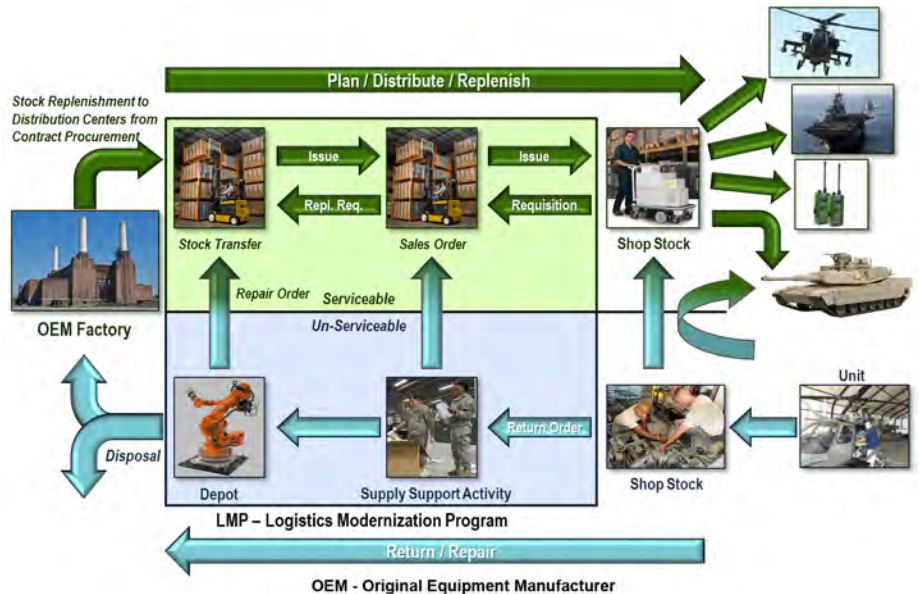 Plan / Distribute / Replenish
Stock Replenishment to
Distribution Centers from
Contract Procurement
Issue
Issue
Repl. Req.
Requisition
Stock Transfer
Sales Order
Shop Stock
Repair Order
Serviceable
Un-Serviceable
OEM Factory
Unit
Return Order
Disposal
Depot
Supply Support Activity
Shop Stock
LMP – Logistics Modernization Program
Return / Repair
OEM - Original Equipment Manufacturer